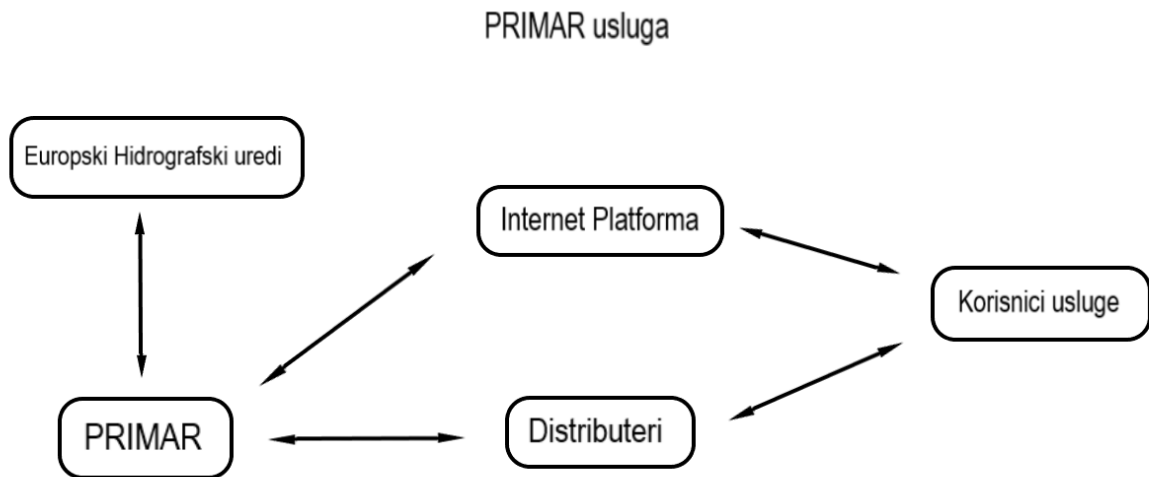 PRIMAR usluga
Europski Hidrografski uredi
Internet Platforma
Korisnici usluge
PRIMAR
Distributeri